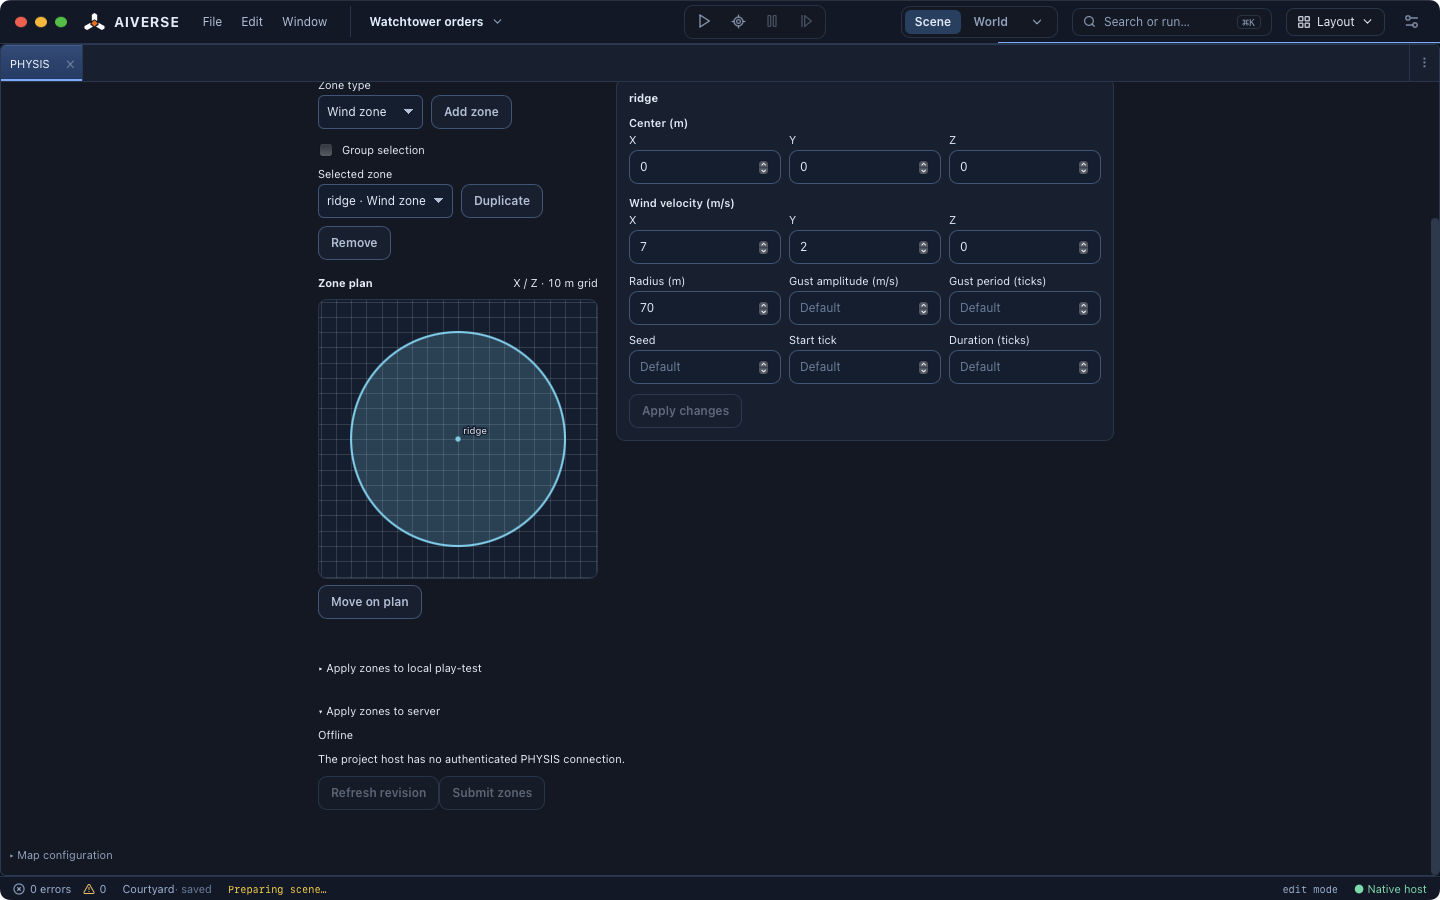 AIVERSE File Edit Window Watchtower orders Scene World Search or run... ⌘K Layout
PHYSIS
Zone type
Wind zone Add zone
Group selection
Selected zone
ridge · Wind zone Duplicate
Remove
Zone plan X / Z · 10 m grid
ridge
Move on plan
ridge
Center (m)
X Y Z
0 0 0
Wind velocity (m/s)
X Y Z
7 2 0
Radius (m) Gust amplitude (m/s) Gust period (ticks)
70 Default Default
Seed Start tick Duration (ticks)
Default Default Default
Apply changes
Apply zones to local play-test
Apply zones to server
Offline
The project host has no authenticated PHYSIS connection.
Refresh revision Submit zones
Map configuration
0 errors 0 Courtyard · saved Preparing scene… edit mode Native host